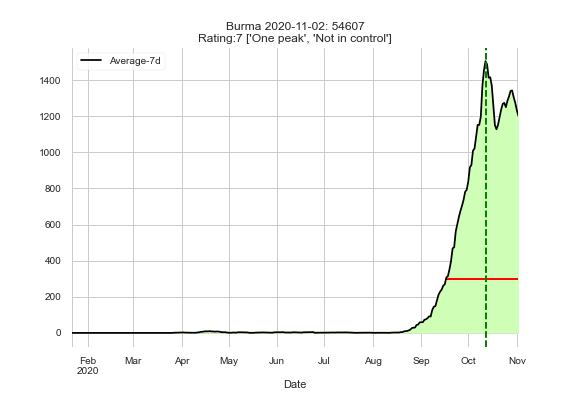 Burma 2020-11-02: 54607
Rating:7 ['One peak', 'Not in control']
Average-7d
1400
1200
1000
800
600
400
200
0
Feb Mar Apr May Jun Jul Aug Sep Oct Nov
2020
Date